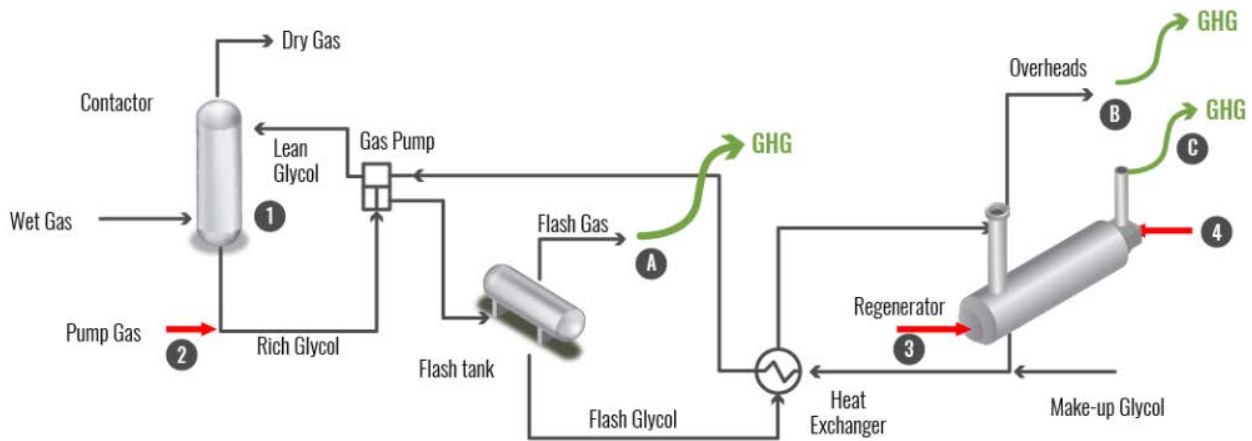 Dry Gas
GHG
Overheads
B
Contactor
GHG
C
Gas Pump
Lean
Glycol
GHG
Wet Gas
1
Flash Gas
A
4
Regenerator
3
Pump Gas
2
Rich Glycol
Flash tank
Flash Glycol
Heat
Exchanger
Make-up Glycol